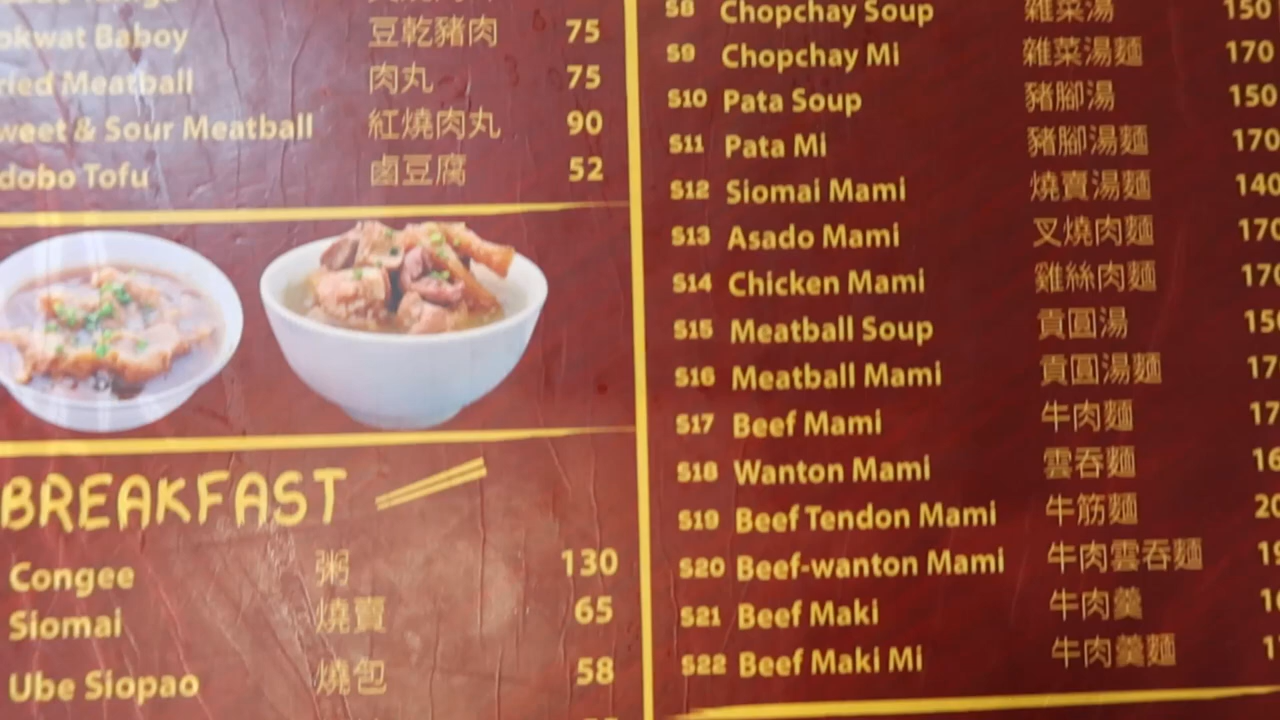 Baboy 豆乾豬肉 75
Meatball 肉丸 75
& Sour Meatball 紅燒肉丸 90
Tofu 鹵豆腐 52
BREAKFAST
Congee 粥 130
Siomai 燒賣 65
Ube Siopao 燒包 58
S8 Chopchay Soup 雜菜湯 150
S9 Chopchay Mi 雜菜湯麵 170
S10 Pata Soup 豬腳湯 150
S11 Pata Mi 豬腳湯麵 170
S12 Siomai Mami 燒賣湯麵 140
S13 Asado Mami 叉燒肉麵 170
S14 Chicken Mami 雞絲肉麵 170
S15 Meatball Soup 貢圓湯
S16 Meatball Mami 貢圓湯麵
S17 Beef Mami 牛肉麵
S18 Wanton Mami 雲吞麵
S19 Beef Tendon Mami 牛筋麵
S20 Beef-wanton Mami 牛肉雲吞麵
S21 Beef Maki 牛肉羹
S22 Beef Maki Mi 牛肉羹麵